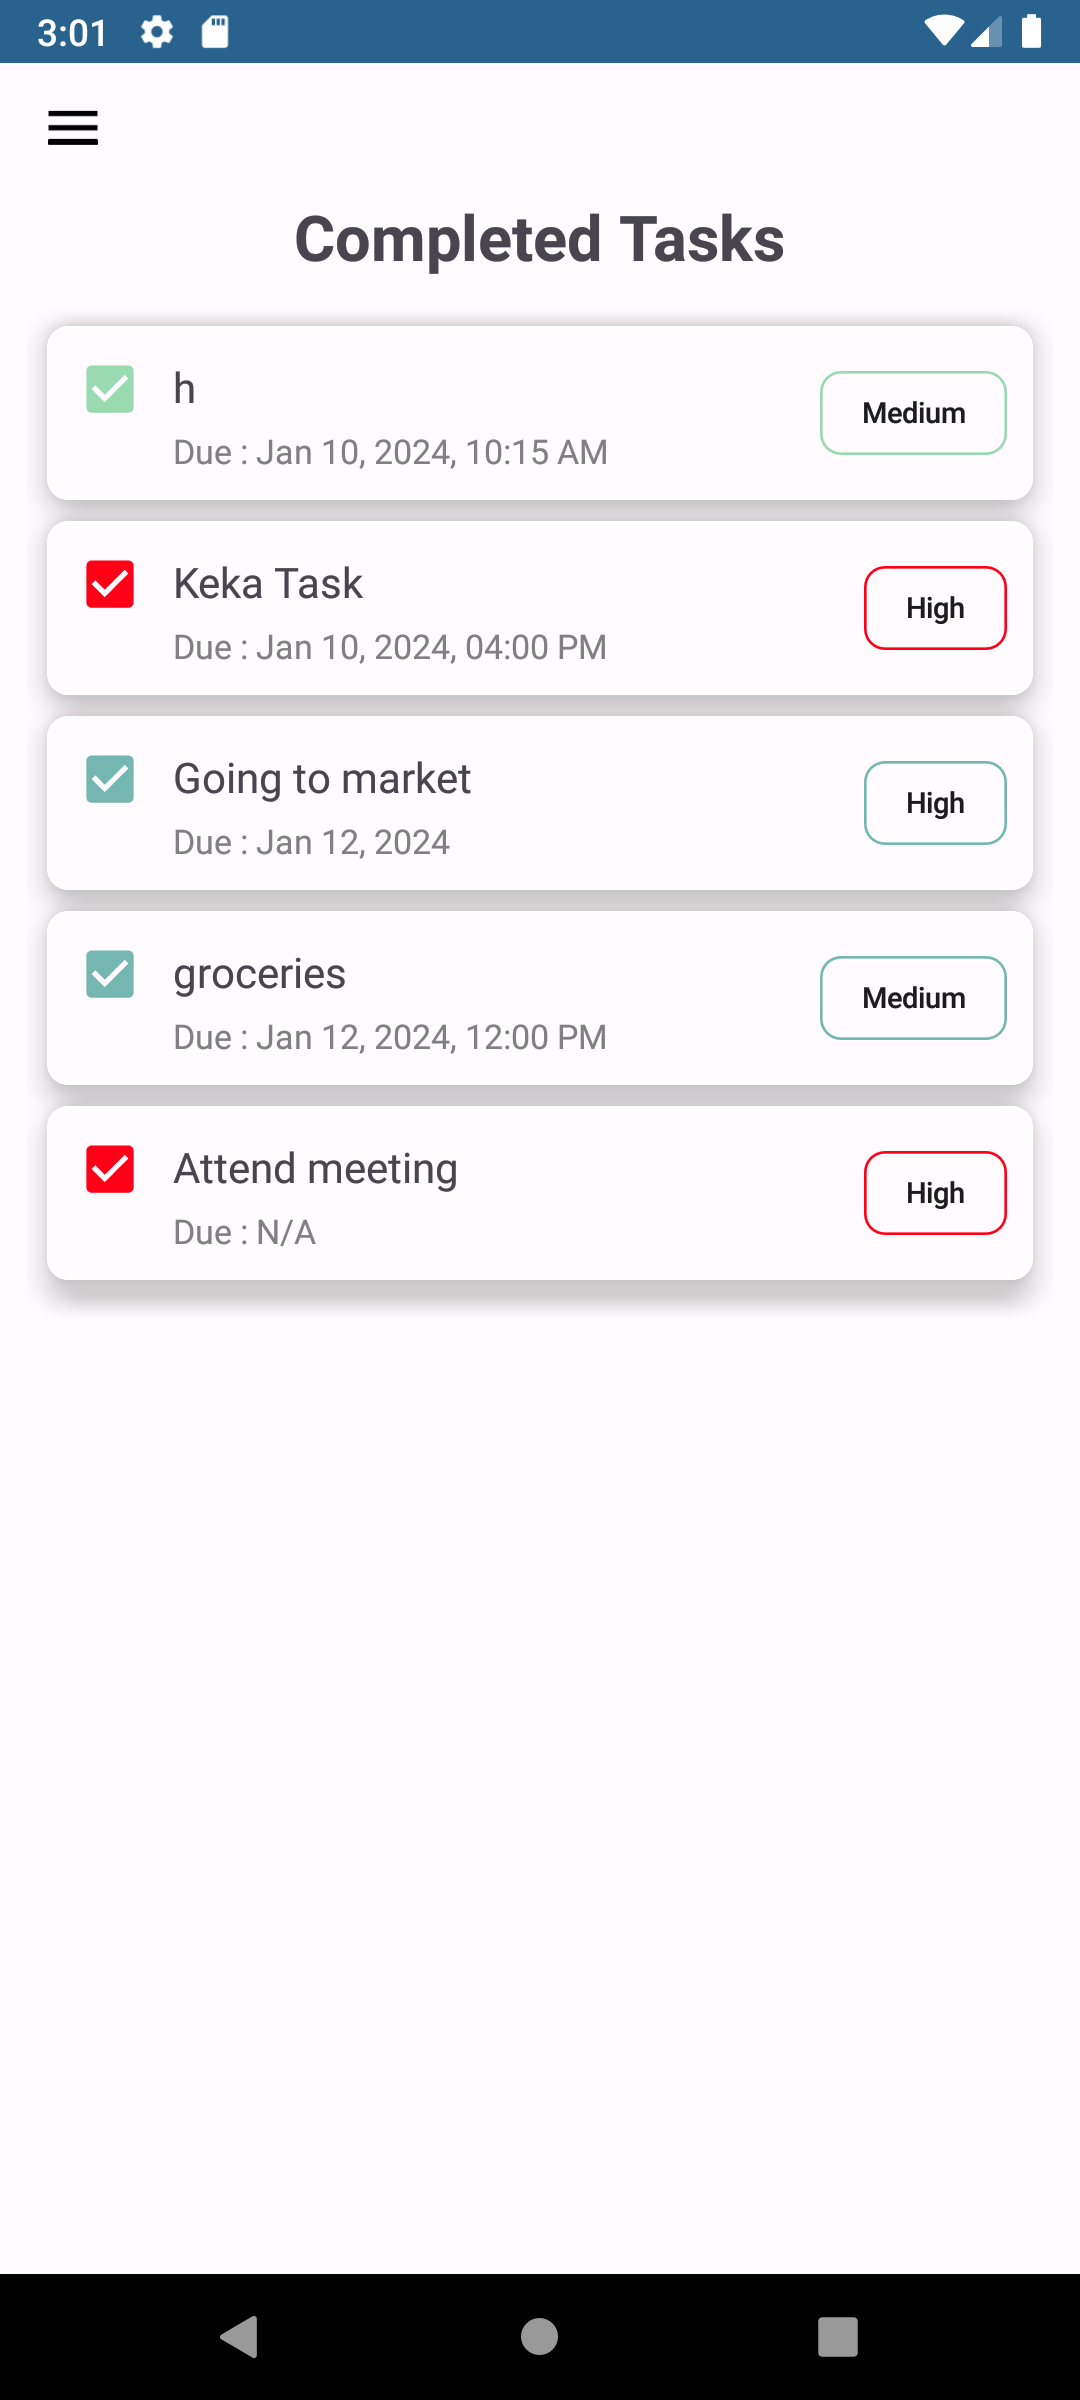 3:01
Completed Tasks
h
Medium
Due : Jan 10, 2024, 10:15 AM
Keka Task
High
Due : Jan 10, 2024, 04:00 PM
Going to market
High
Due : Jan 12, 2024
groceries
Medium
Due : Jan 12, 2024, 12:00 PM
Attend meeting
High
Due : N/A